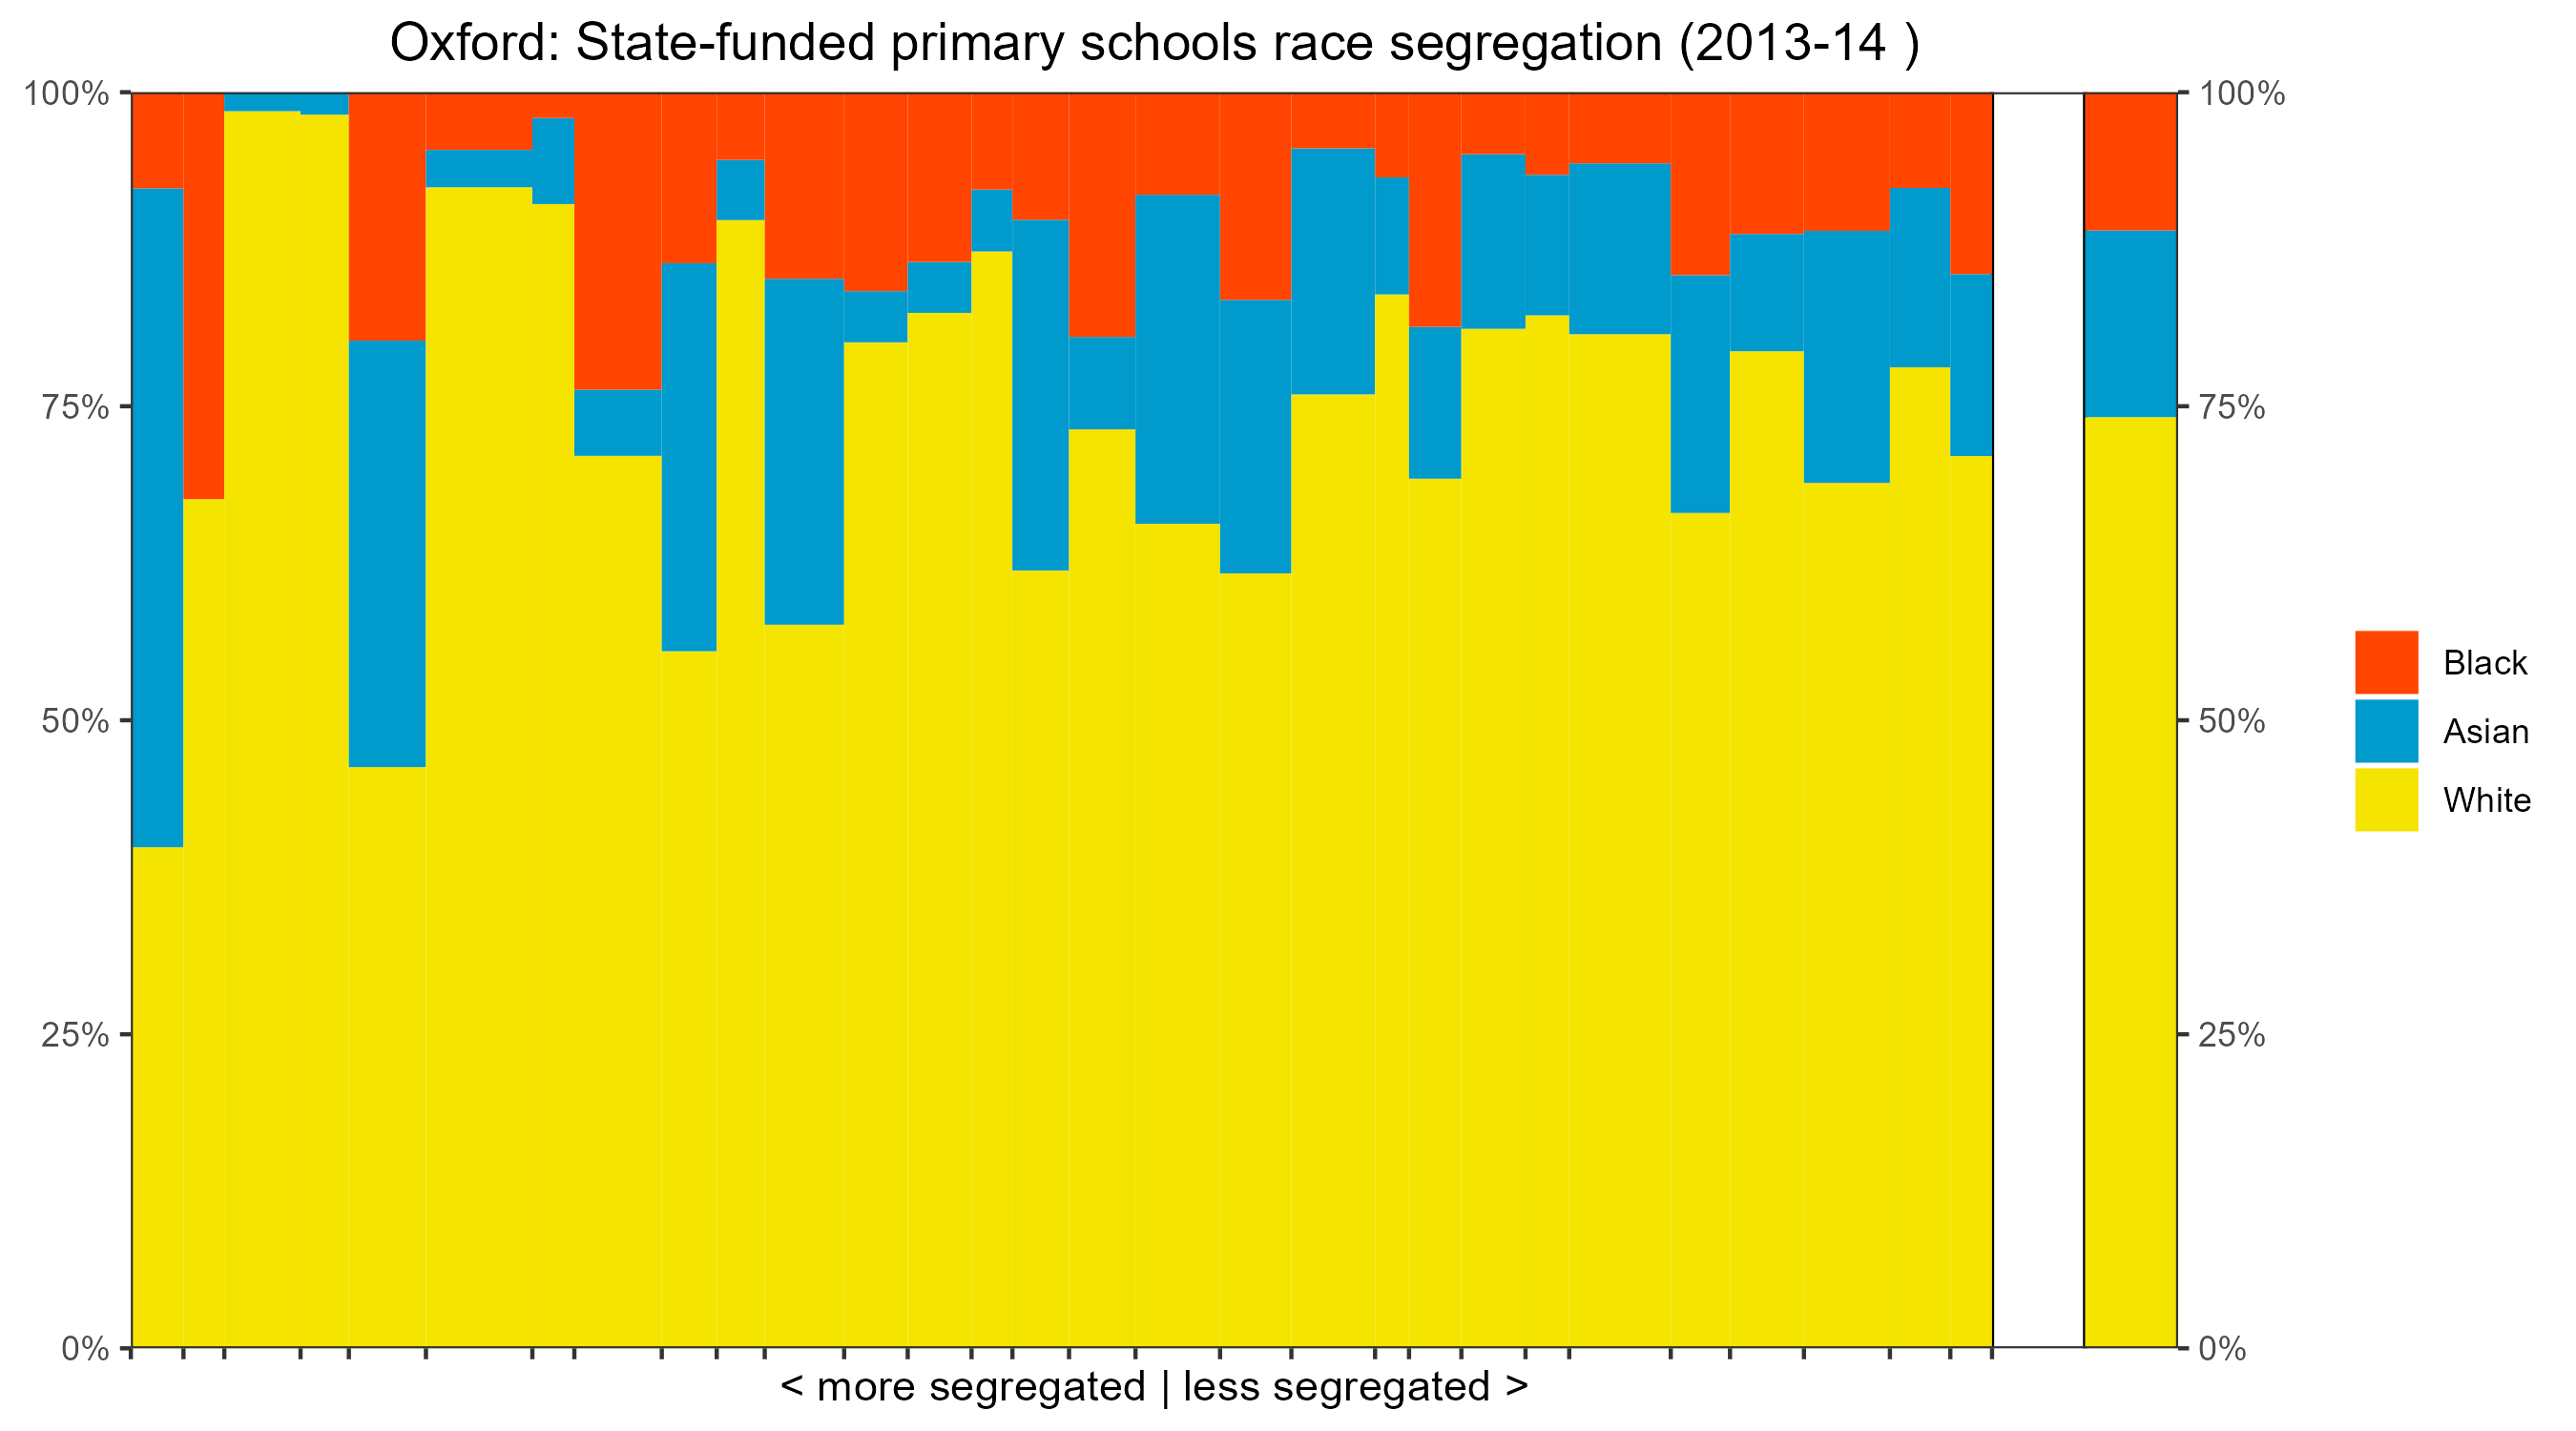 Oxford: State-funded primary schools race segregation (2013-14 )
100%
75%
50%
25%
0%
100%
75%
50%
25%
0%
Black
Asian
White
< more segregated | less segregated >